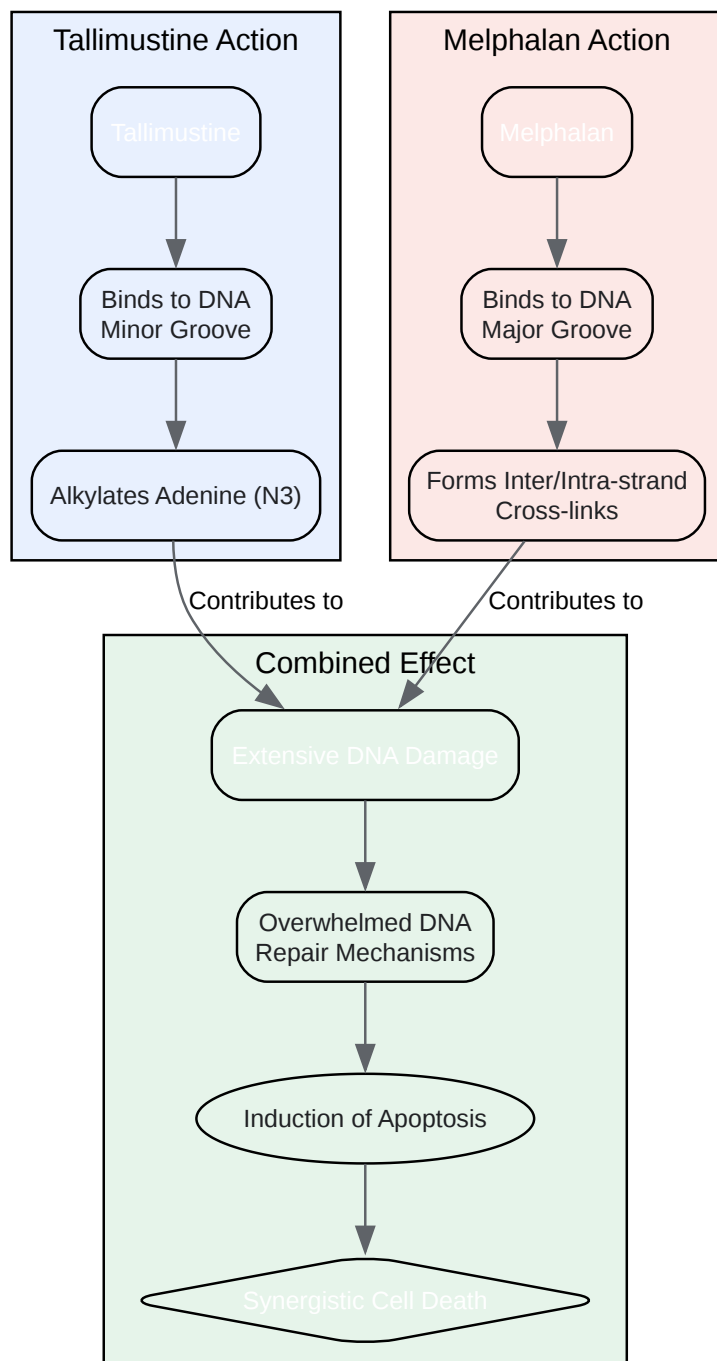 Tallimustine Action
Tallimustine
Binds to DNA
Minor Groove
Alkylates Adenine (N3)
Melphalan Action
Melphalan
Binds to DNA
Major Groove
Forms Inter/Intra-strand
Cross-links
Contributes to
Contributes to
Combined Effect
Extensive DNA Damage
Overwhelmed DNA
Repair Mechanisms
Induction of Apoptosis
Synergistic Cell Death